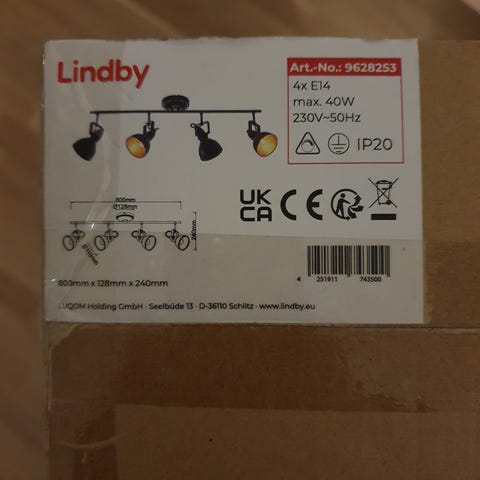 Lindby
Art.-No.: 9628253
4x E14
max. 40W
230V~50Hz
IP20
800mm
Ø128mm
240mm
UK
CA
CE
800mm x 128mm x 240mm
4 251911 743500
LUQOM Holding GmbH · Seelbüde 13 · D-36110 Schlitz · www.lindby.eu